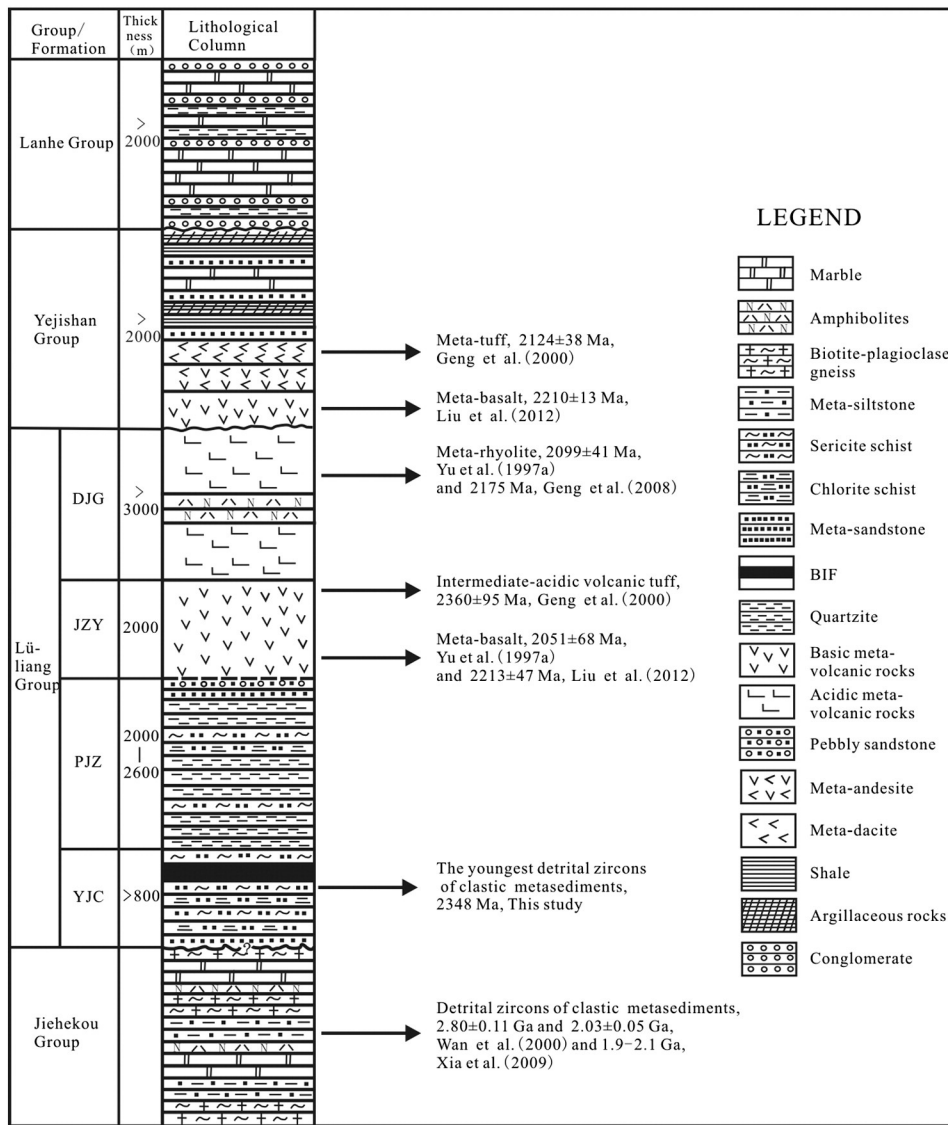 Group/
Formation
Thick
ness
(m)
Lithological
Column
Lanhe Group
>
2000
Yejishan
Group
>
2000
Meta-tuff, 2124±38 Ma,
Geng et al. (2000)
Meta-basalt, 2210±13 Ma,
Liu et al. (2012)
Lü-
liang
Group
DJG
>
3000
Meta-rhyolite, 2099±41 Ma,
Yu et al. (1997a)
and 2175 Ma, Geng et al. (2008)
JZY
2000
Intermediate-acidic volcanic tuff,
2360±95 Ma, Geng et al. (2000)
Meta-basalt, 2051±68 Ma,
Yu et al. (1997a)
and 2213±47 Ma, Liu et al. (2012)
PJZ
2000
|
2600
YJC
>800
The youngest detrital zircons
of clastic metasediments,
2348 Ma, This study
?
Jiehekou
Group
Detrital zircons of clastic metasediments,
2.80±0.11 Ga and 2.03±0.05 Ga,
Wan et al. (2000) and 1.9-2.1 Ga,
Xia et al. (2009)
LEGEND
Marble
Amphibolites
Biotite-plagioclase
gneiss
Meta-siltstone
Sericite schist
Chlorite schist
Meta-sandstone
BIF
Quartzite
Basic meta-
volcanic rocks
Acidic meta-
volcanic rocks
Pebbly sandstone
Meta-andesite
Meta-dacite
Shale
Argillaceous rocks
Conglomerate